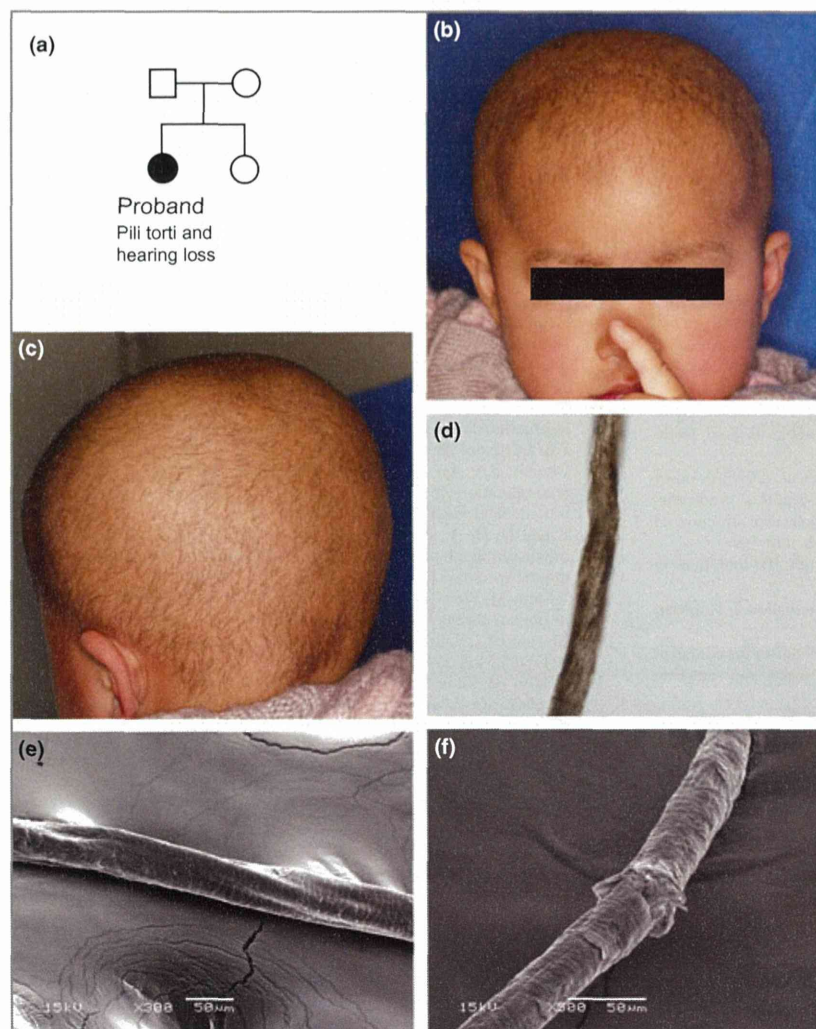 (a)
Proband
Pili torti and
hearing loss
(b)
(c)
(d)
(e)
15kV X300 50µm
(f)
15kV X300 50µm